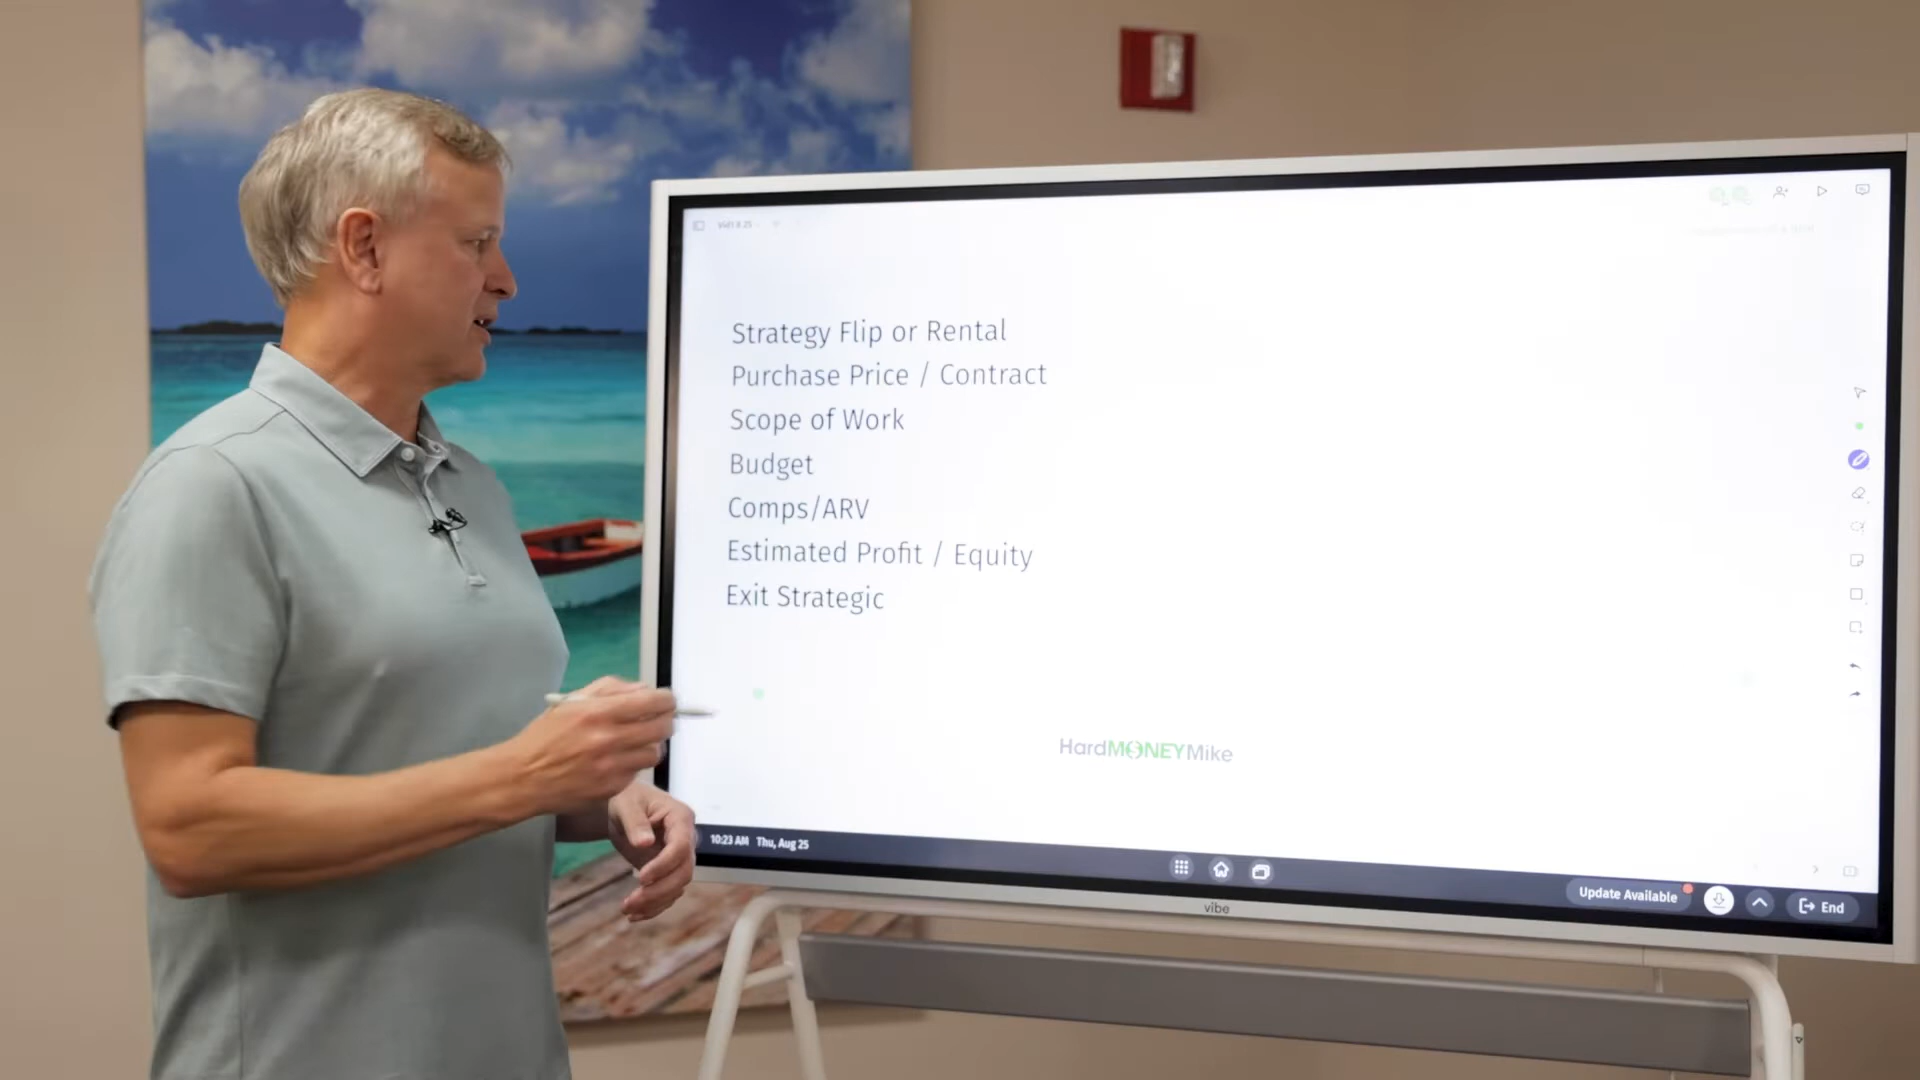 Strategy Flip or Rental
Purchase Price / Contract
Scope of Work
Budget
Comps/ARV
Estimated Profit / Equity
Exit Strategic
HardMONEYMike
10:23 AM Thu, Aug 25
Update Available
End
vibe